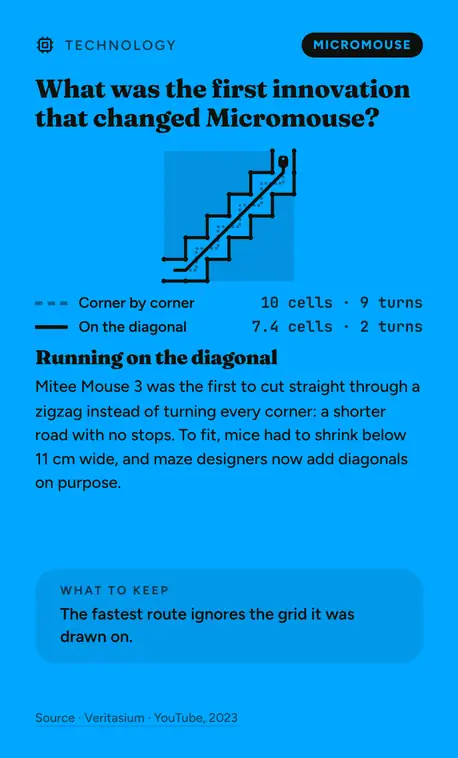 TECHNOLOGY
MICROMOUSE
What was the first innovation
that changed Micromouse?
Corner by corner 10 cells · 9 turns
On the diagonal 7.4 cells · 2 turns
Running on the diagonal
Mitee Mouse 3 was the first to cut straight through a
zigzag instead of turning every corner: a shorter
road with no stops. To fit, mice had to shrink below
11 cm wide, and maze designers now add diagonals
on purpose.
WHAT TO KEEP
The fastest route ignores the grid it was
drawn on.
Source · Veritasium · YouTube, 2023